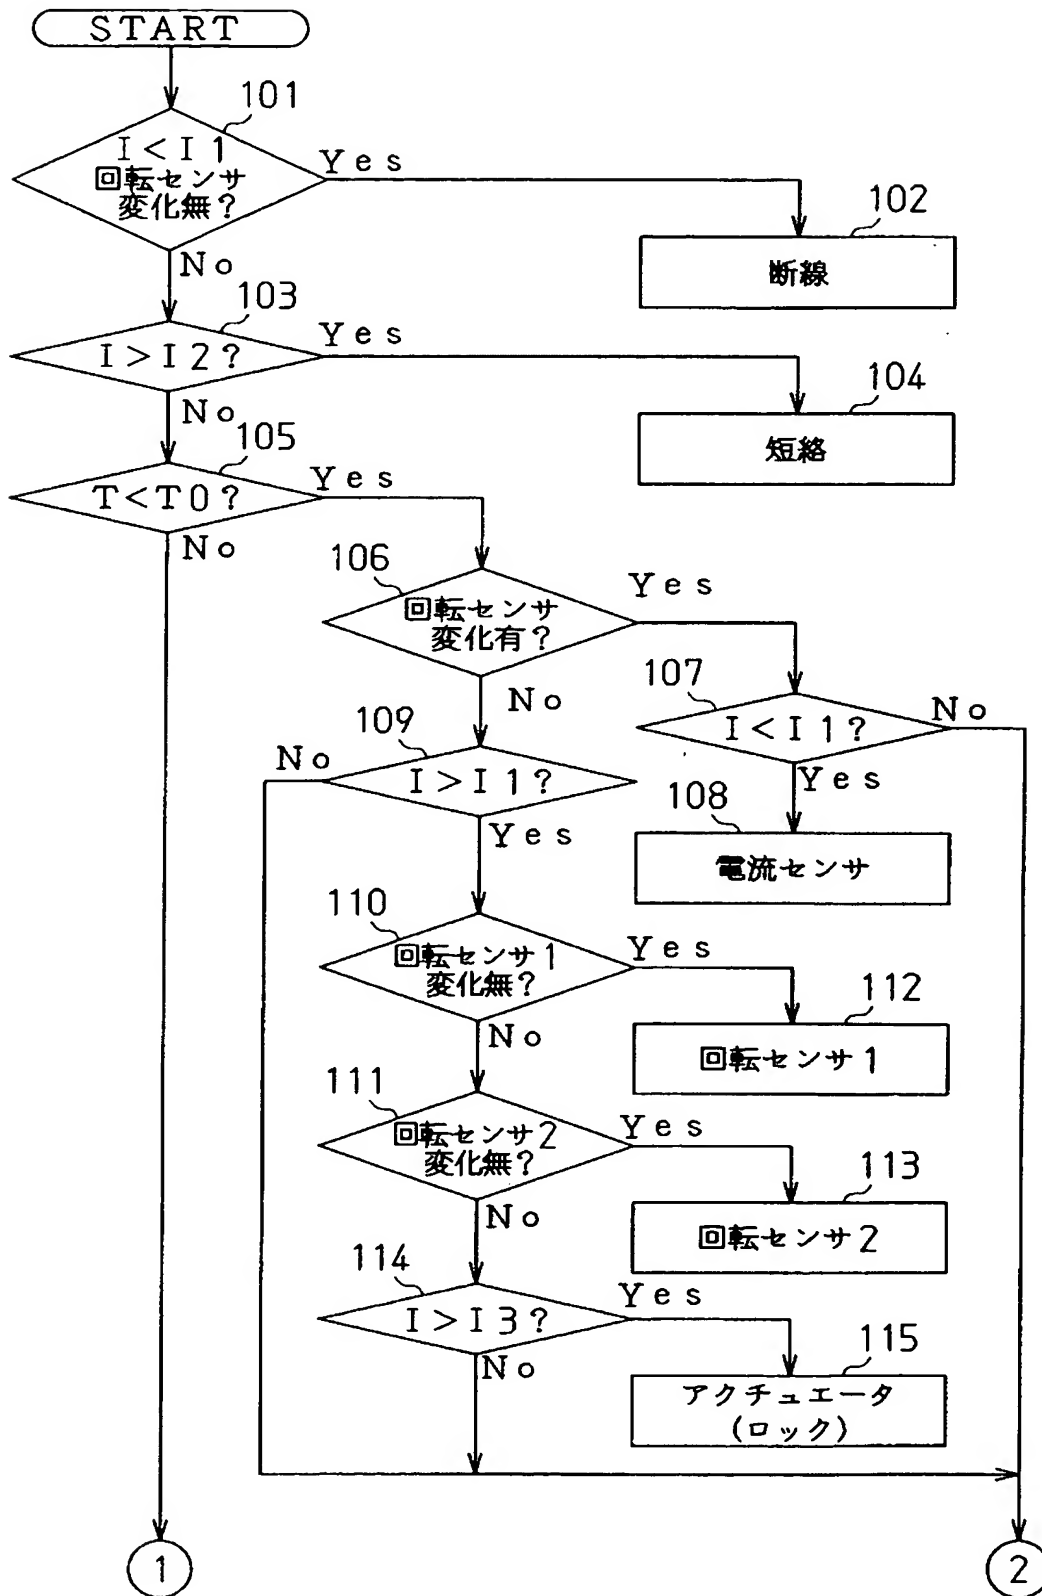 START
101
I<I1
回転センサ
変化無?
Yes
No
102
断線
103
I>I2?
Yes
No
104
短絡
105
T<T0?
Yes
No
106
回転センサ
変化有?
Yes
No
107
I<I1?
No
Yes
108
電流センサ
109
I>I1?
No
Yes
110
回転センサ1
変化無?
Yes
No
112
回転センサ1
111
回転センサ2
変化無?
Yes
No
113
回転センサ2
114
I>I3?
Yes
No
115
アクチュエータ
(ロック)
1
2